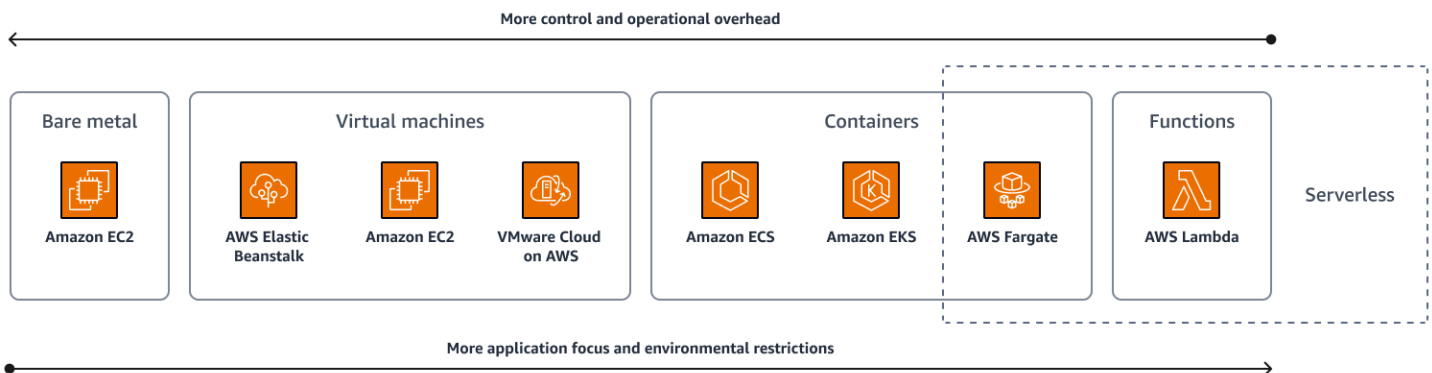 More control and operational overhead
Bare metal
Virtual machines
Containers
Functions
Serverless
Amazon EC2
AWS Elastic
Beanstalk
Amazon EC2
VMware Cloud
on AWS
Amazon ECS
K
Amazon EKS
AWS Fargate
AWS Lambda
More application focus and environmental restrictions